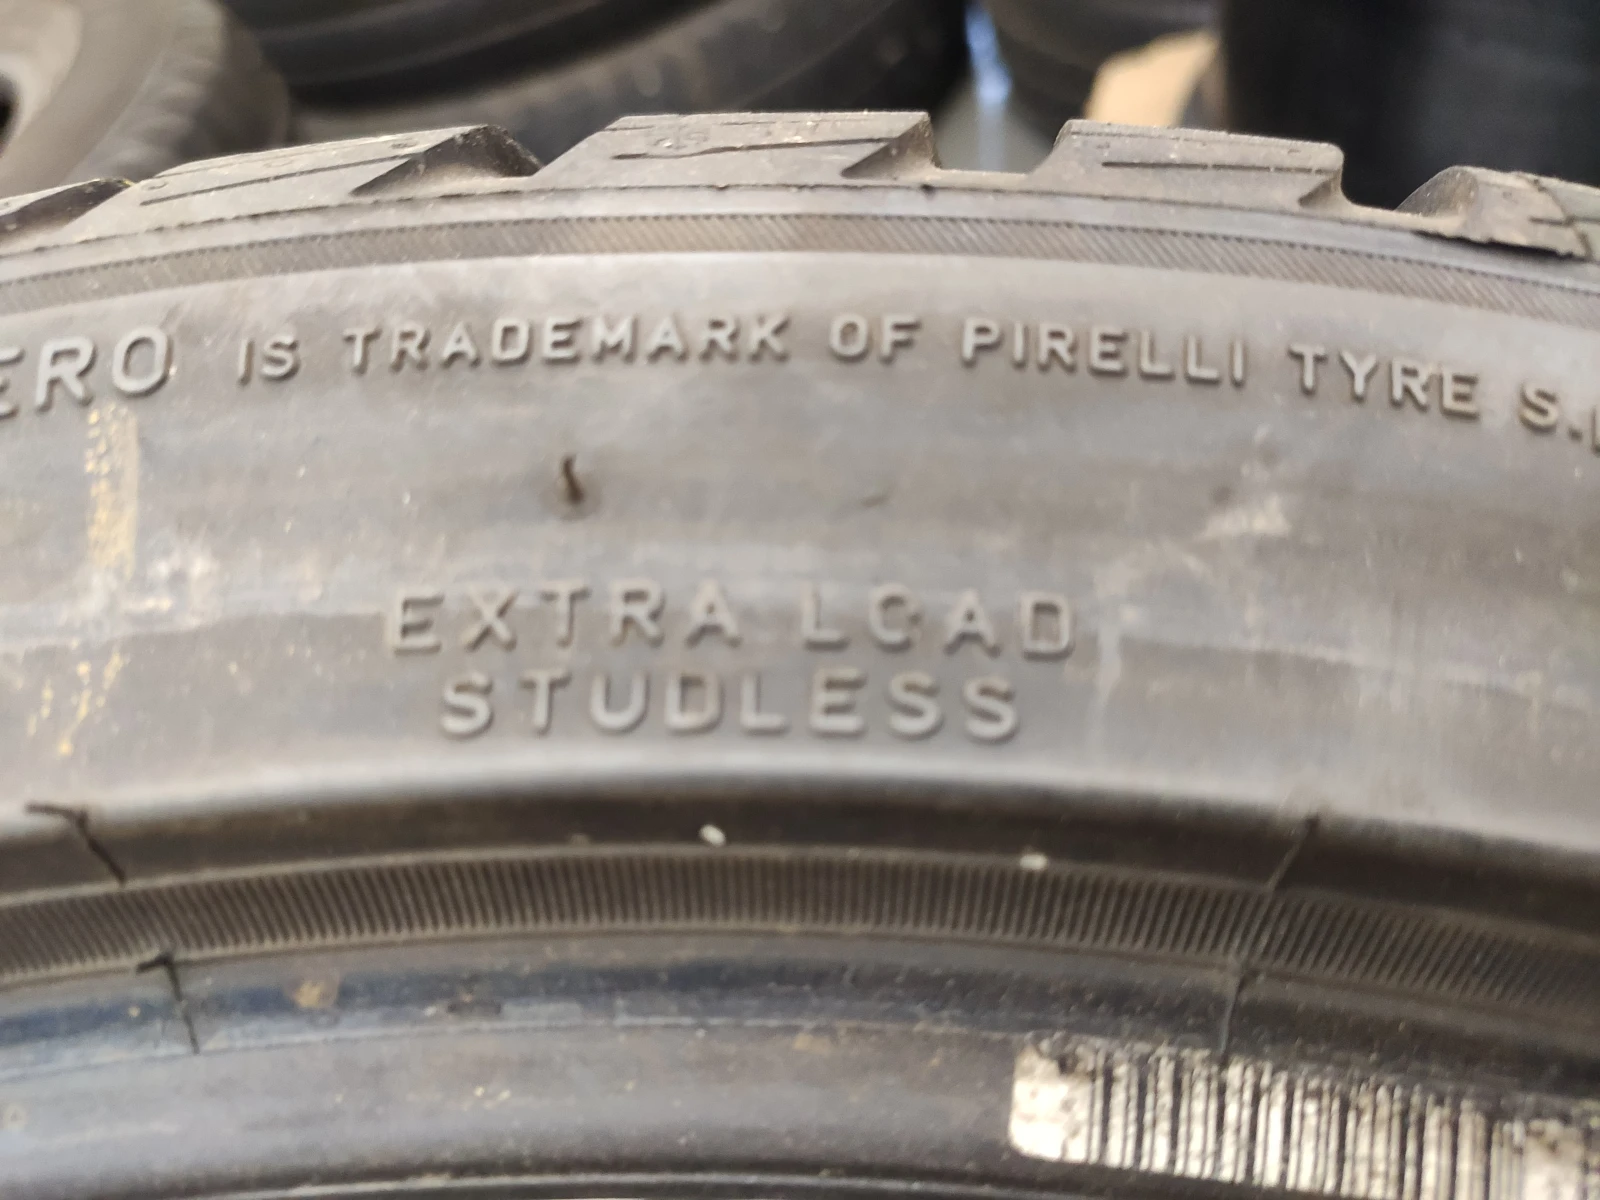 ERO IS TRADEMARK OF PIRELLI TYRE S.
EXTRA LOAD
STUDLESS